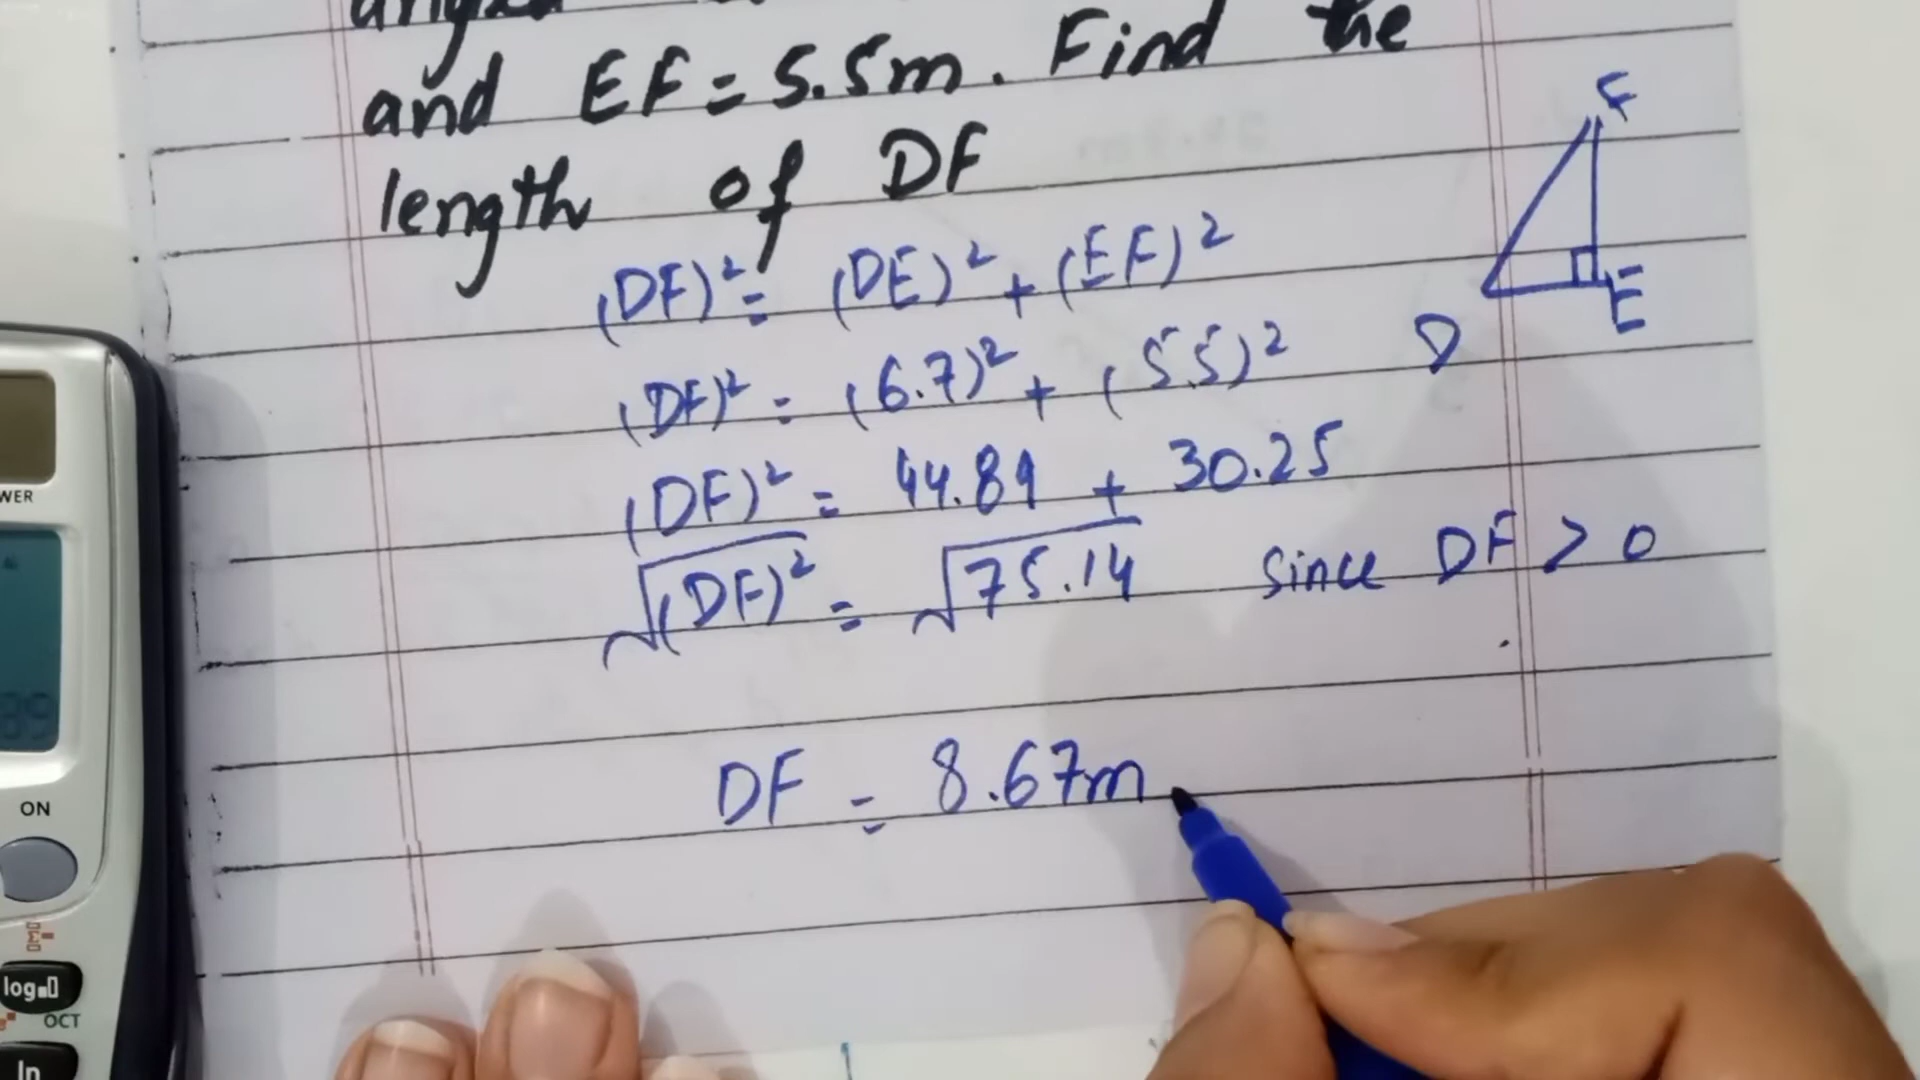 and EF = 5.5m. Find the
length of DF
(DF)² = (DE)² + (EF)²
(DF)² = (6.7)² + (5.5)²
(DF)² = 44.89 + 30.25
√(DF)² = √75.14 since DF > 0
DF = 8.67m
F
D
E
ON
log
OCT
ln